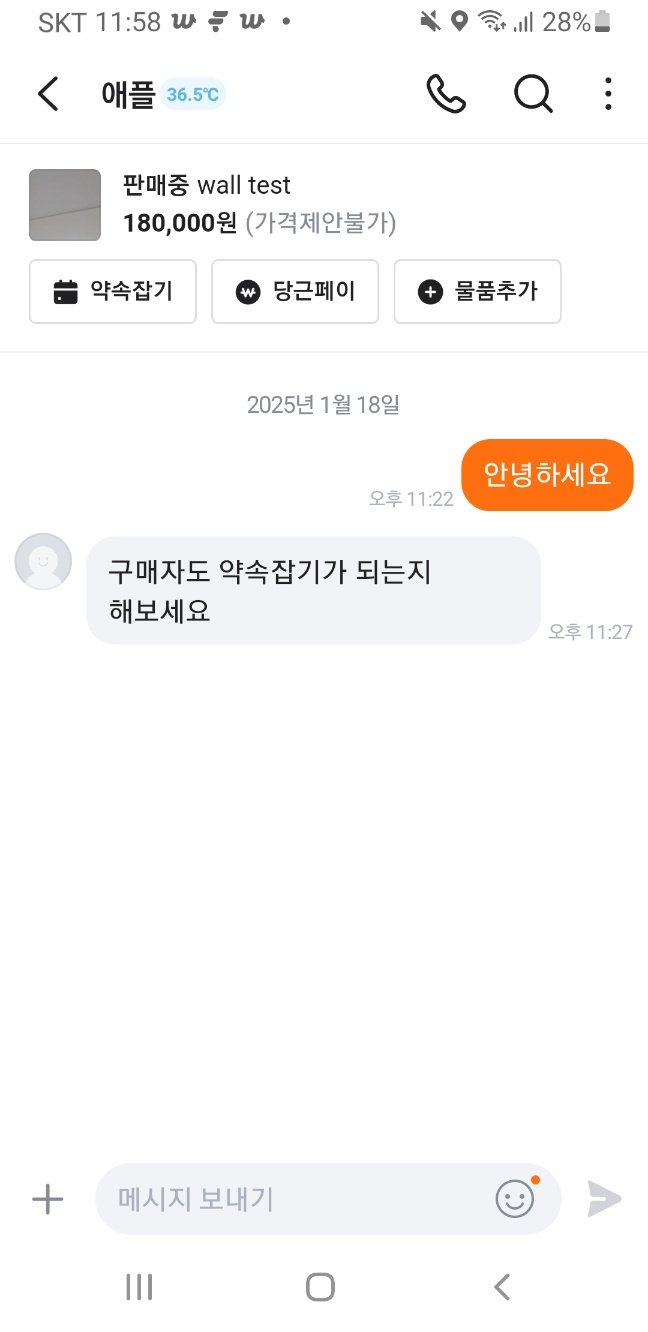 SKT 11:58
28%
애플 36.5℃
판매중 wall test
180,000원 (가격제안불가)
약속잡기
당근페이
물품추가
2025년 1월 18일
안녕하세요
오후 11:22
구매자도 약속잡기가 되는지
해보세요
오후 11:27
메시지 보내기